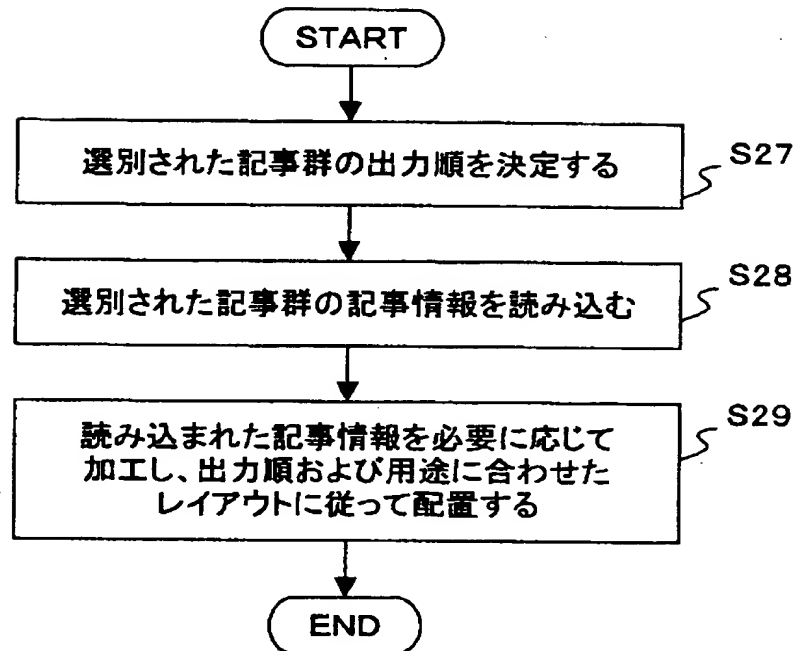 START
選別された記事群の出力順を決定する
S27
選別された記事群の記事情報を読み込む
S28
読み込まれた記事情報を必要に応じて
加工し、出力順および用途に合わせた
レイアウトに従って配置する
S29
END